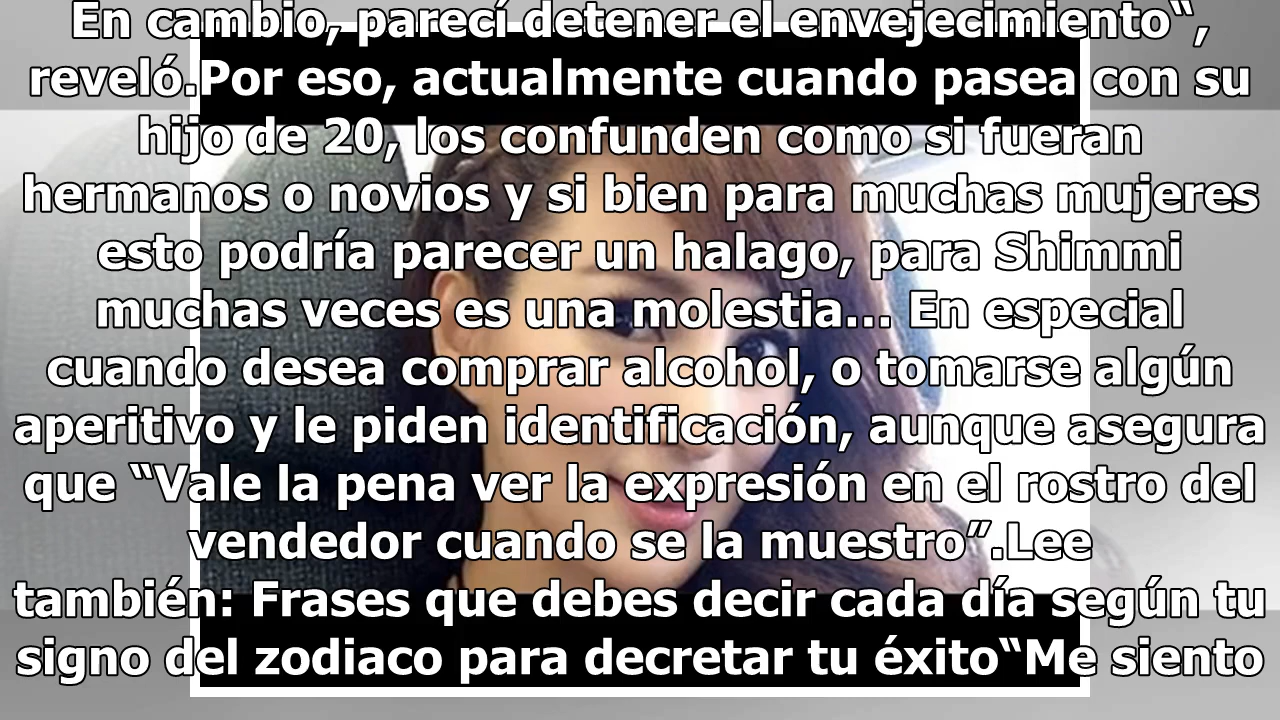 En cambio, parecí detener el envejecimiento“,
reveló.Por eso, actualmente cuando pasea con su
hijo de 20, los confunden como si fueran
hermanos o novios y si bien para muchas mujeres
esto podría parecer un halago, para Shimmi
muchas veces es una molestia... En especial
cuando desea comprar alcohol, o tomarse algún
aperitivo y le piden identificación, aunque asegura
que “Vale la pena ver la expresión en el rostro del
vendedor cuando se la muestro”.Lee
también: Frases que debes decir cada día según tu
signo del zodiaco para decretar tu éxito“Me siento